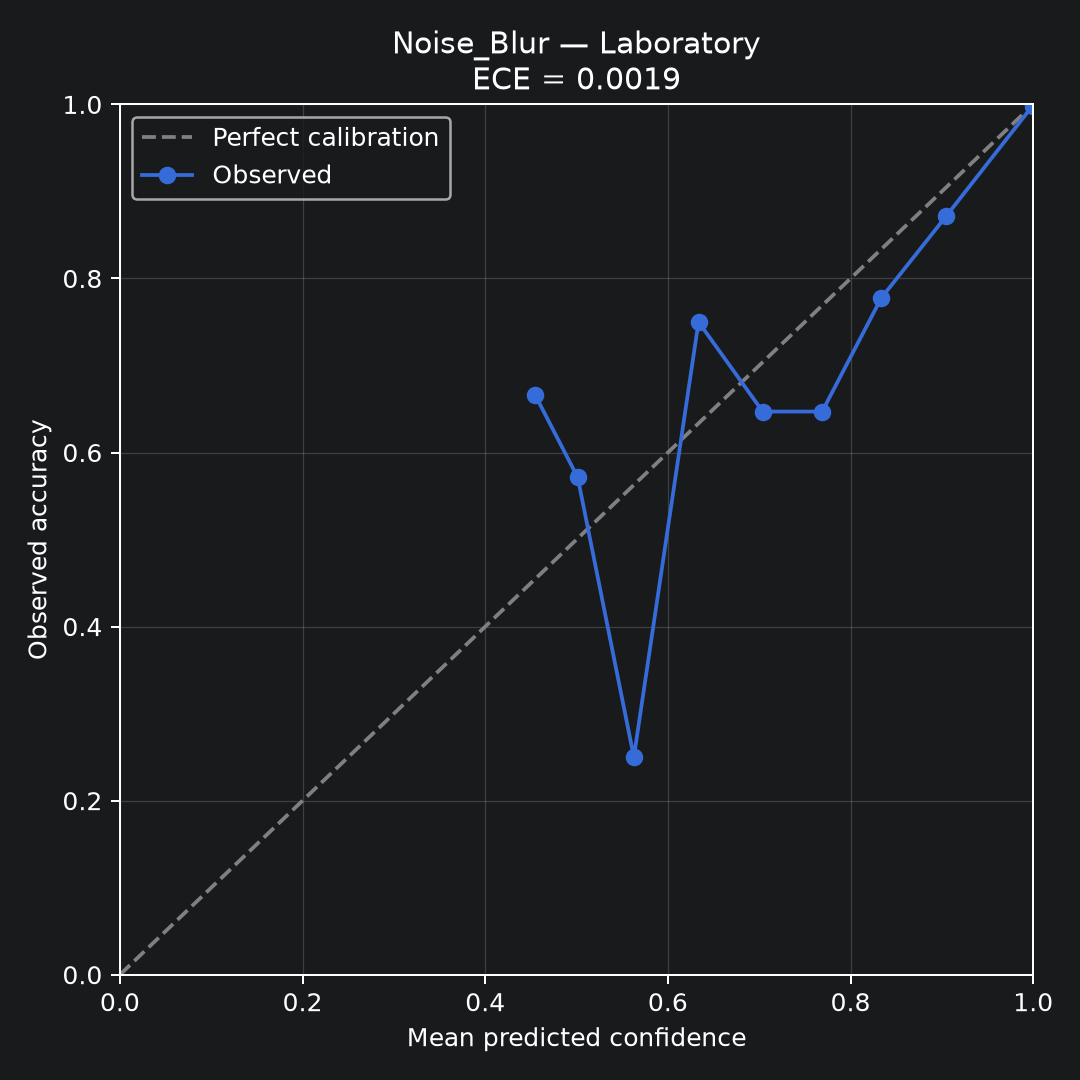 Noise_Blur — Laboratory
ECE = 0.0019
Perfect calibration
Observed
Observed accuracy
1.0
0.8
0.6
0.4
0.2
0.0
0.0 0.2 0.4 0.6 0.8 1.0
Mean predicted confidence